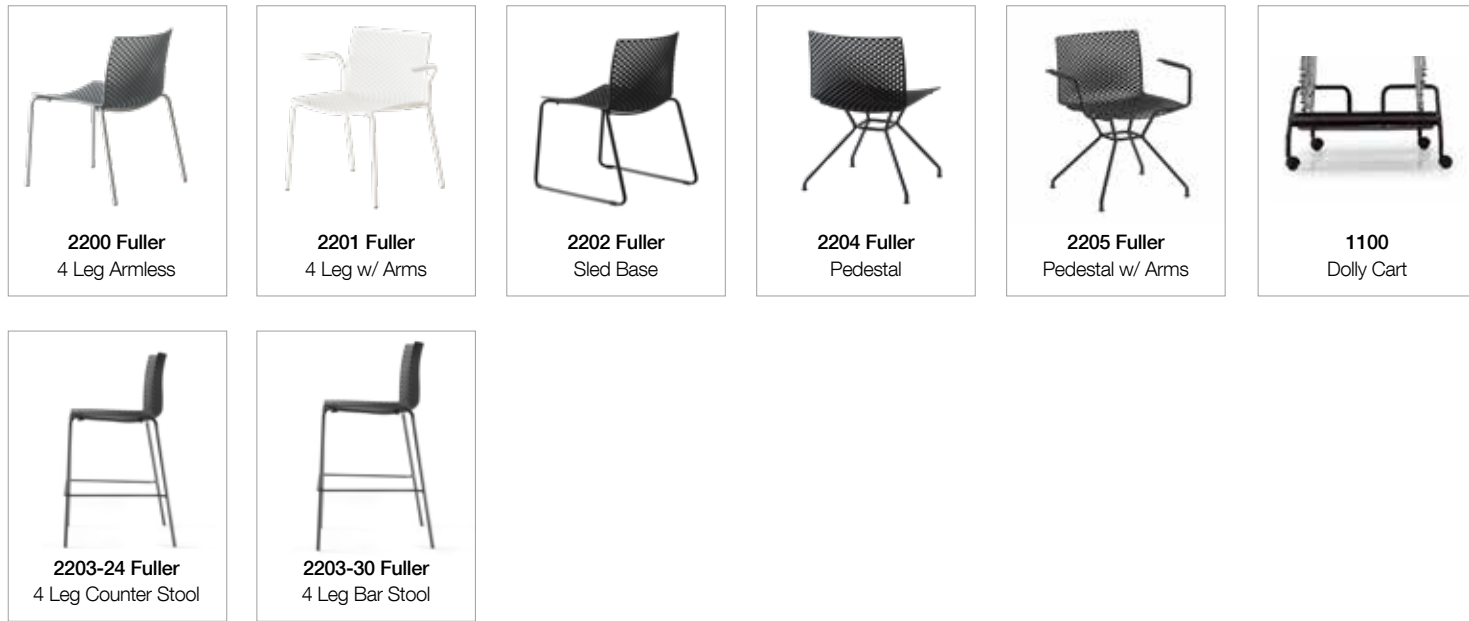 2200 Fuller
4 Leg Armless
2201 Fuller
4 Leg w/ Arms
2202 Fuller
Sled Base
2204 Fuller
Pedestal
2205 Fuller
Pedestal w/ Arms
1100
Dolly Cart
2203-24 Fuller
4 Leg Counter Stool
2203-30 Fuller
4 Leg Bar Stool